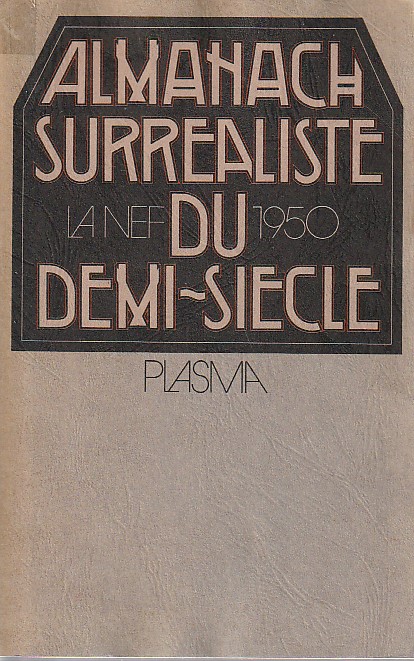 ALMANACH
SURREALISTE
LA NEF DU 1950
DEMI~SIECLE
PLASMA